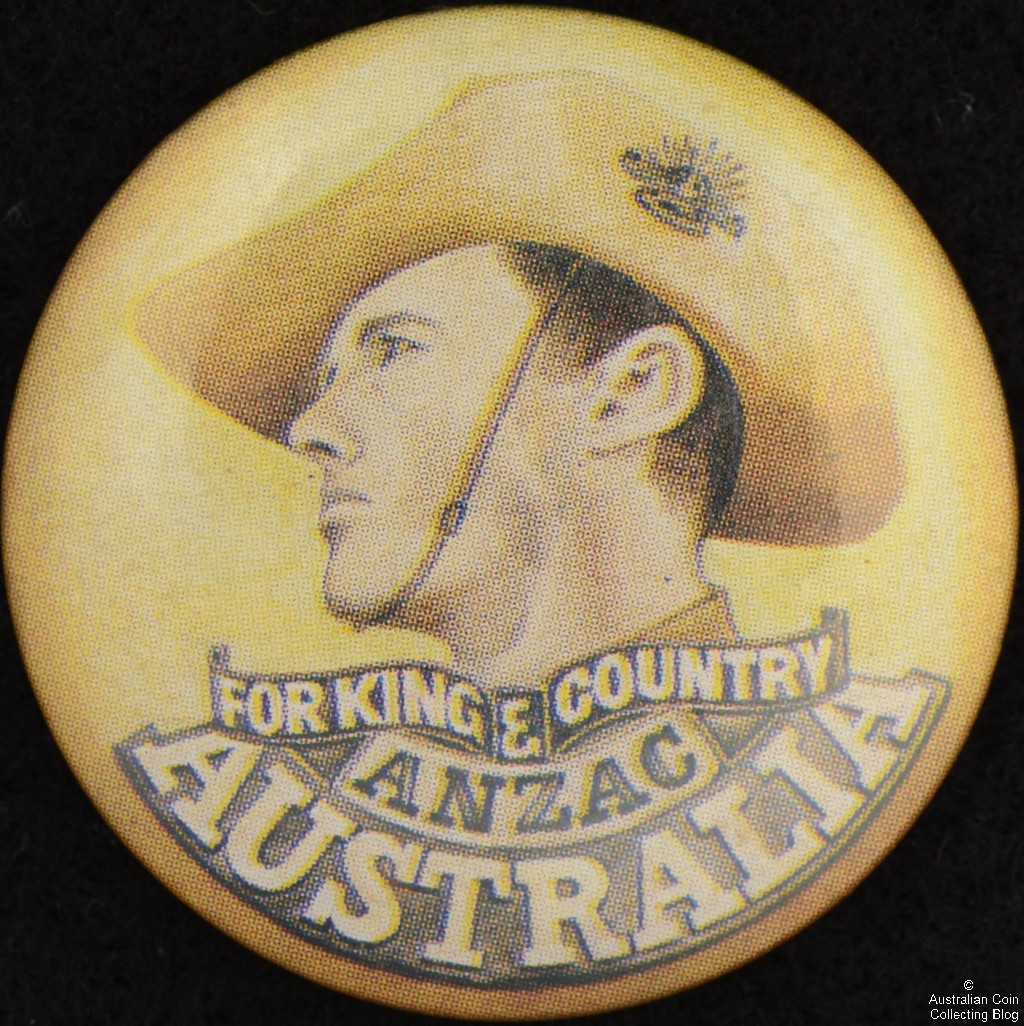 FOR KING & COUNTRY
ANZAC
AUSTRALIA
©
Australian Coin
Collecting Blog